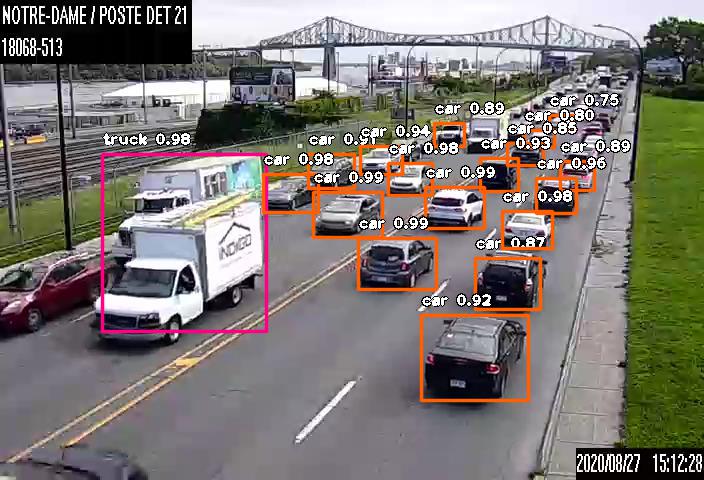 NOTRE-DAME / POSTE DET 21
18068-513
car 0.89
car 0.75
car 0.80
car 0.94
car 0.85
truck 0.98
car 0.91
car 0.98
car 0.93
car 0.89
car 0.98
car 0.96
car 0.99
car 0.99
car 0.98
car 0.99
car 0.87
INDIGO
car 0.92
2020/08/27 15:12:28